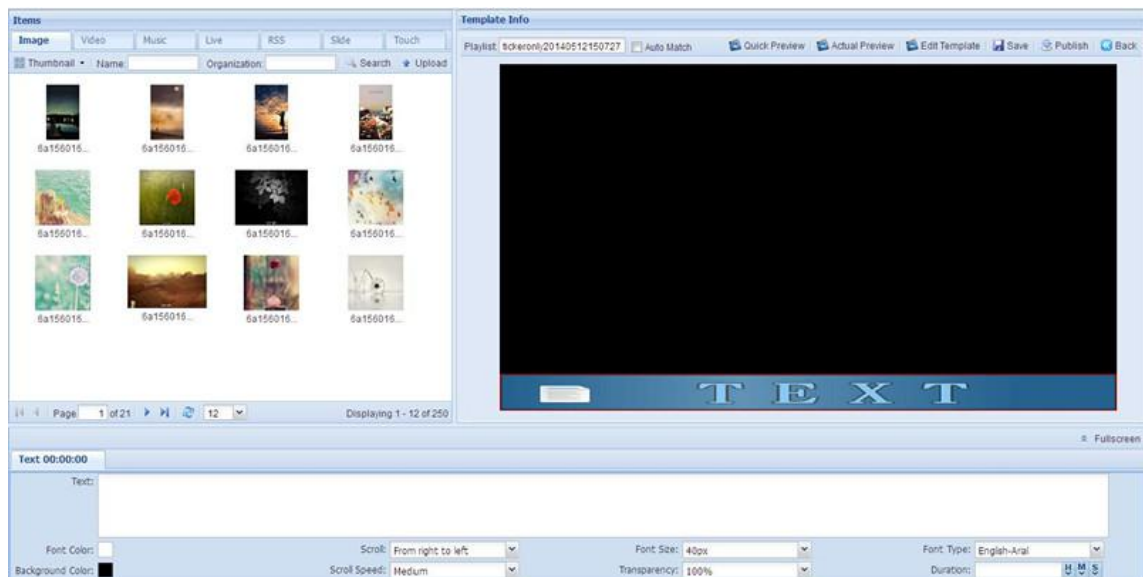 Items
Image Video Music Live RSS Slide Touch
Thumbnail Name: Organization: Search Upload
6a156016... 6a156016... 6a156016... 6a156016...
6a156016... 6a156016... 6a156016... 6a156016...
6a156016... 6a156016... 6a156016... 6a156016...
Page 1 of 21 12 Displaying 1 - 12 of 250
Template Info
Playlist: tickeronly20140512150727 Auto Match Quick Preview Actual Preview Edit Template Save Publish Back
TEXT
Fullscreen
Text 00:00:00
Text:
Font Color: Scroll: From right to left Font Size: 40px Font Type: English-Arial
Background Color: Scroll Speed: Medium Transparency: 100% Duration: H M S